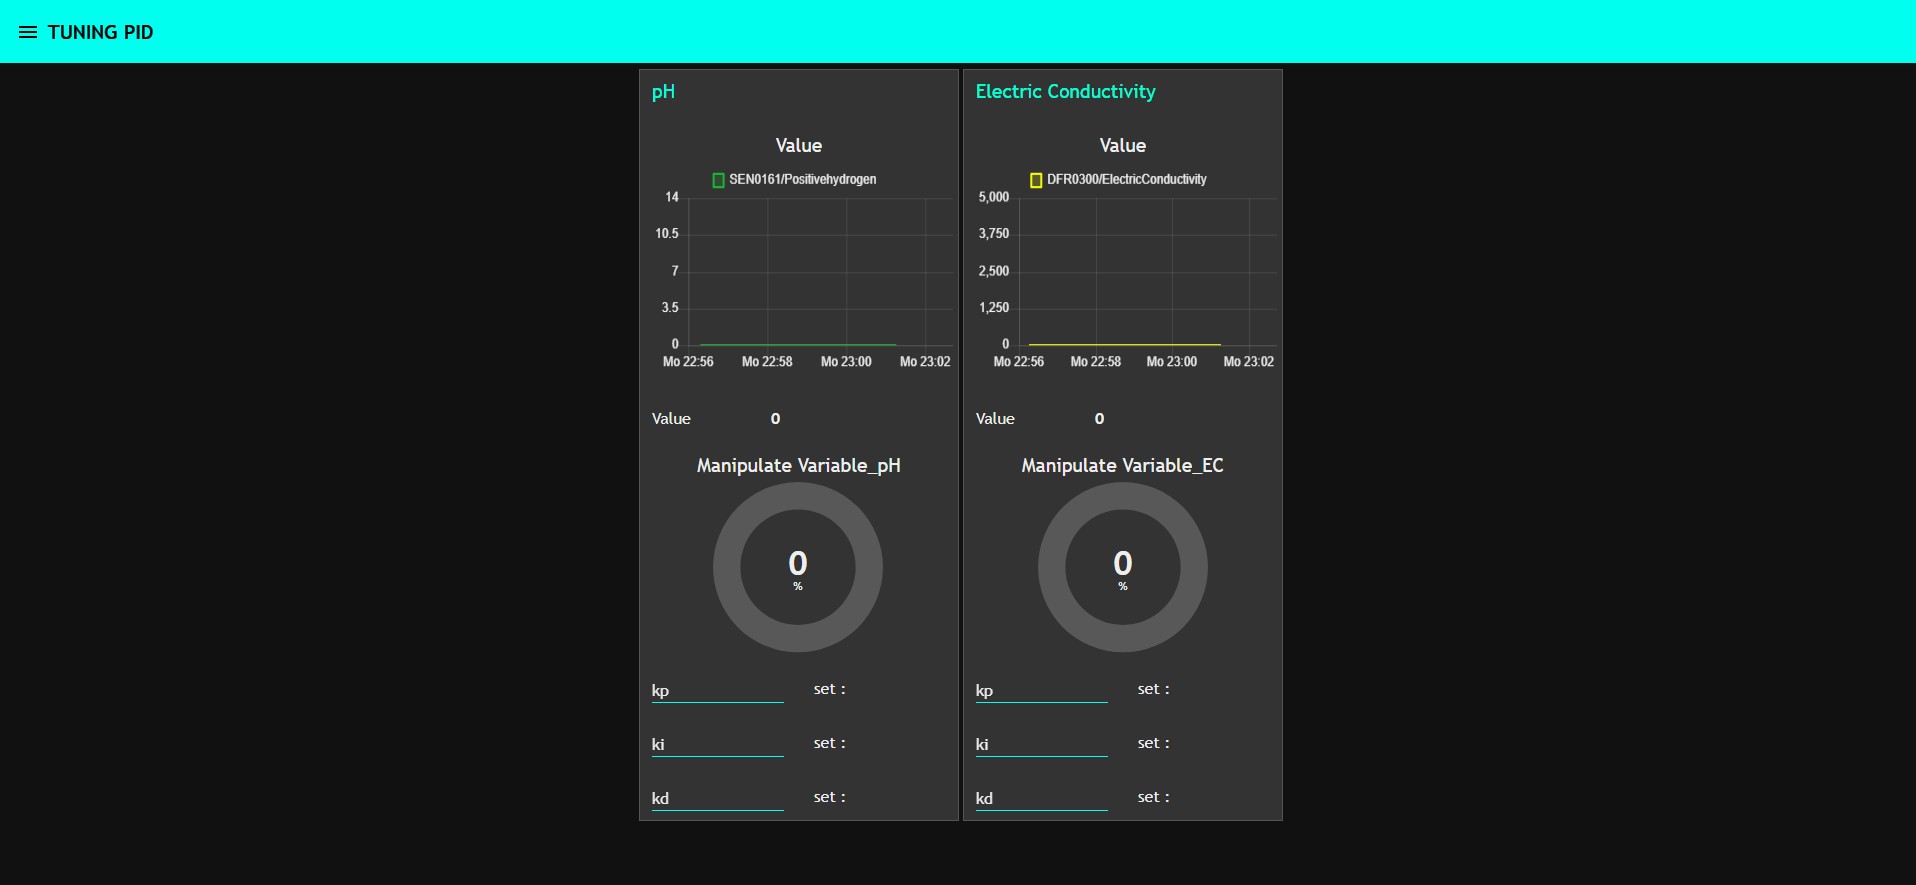 TUNING PID
pH
Value
SEN0161/Positivehydrogen
14
10.5
7
3.5
0
Mo 22:56 Mo 22:58 Mo 23:00 Mo 23:02
Value 0
Manipulate Variable_pH
0
%
kp set :
ki set :
kd set :
Electric Conductivity
Value
DFR0300/ElectricConductivity
5,000
3,750
2,500
1,250
0
Mo 22:56 Mo 22:58 Mo 23:00 Mo 23:02
Value 0
Manipulate Variable_EC
0
%
kp set :
ki set :
kd set :